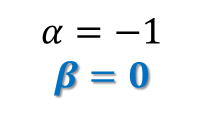 α = −1
β = 0